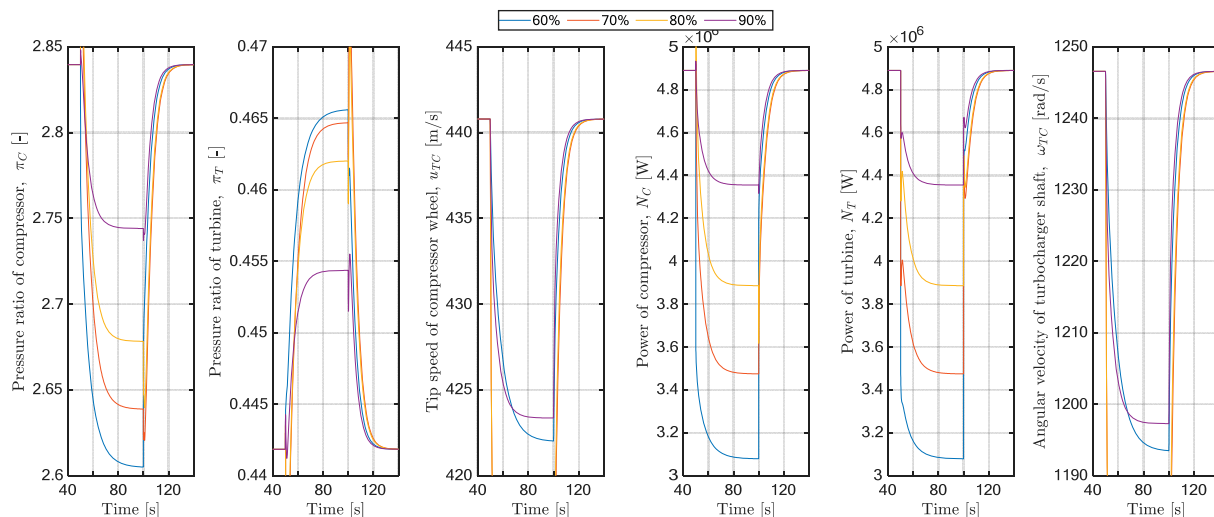 60% 70% 80% 90%
Pressure ratio of compressor, π_C [-]
2.85
2.8
2.75
2.7
2.65
2.6
40 80 120
Time [s]
Pressure ratio of turbine, π_T [-]
0.47
0.465
0.46
0.455
0.45
0.445
0.44
40 80 120
Time [s]
Tip speed of compressor wheel, u_TC [m/s]
445
440
435
430
425
420
40 80 120
Time [s]
Power of compressor, N_C [W]
5 ×10⁶
4.8
4.6
4.4
4.2
4
3.8
3.6
3.4
3.2
3
40 80 120
Time [s]
Power of turbine, N_T [W]
5 ×10⁶
4.8
4.6
4.4
4.2
4
3.8
3.6
3.4
3.2
3
40 80 120
Time [s]
Angular velocity of turbocharger shaft, ω_TC [rad/s]
1250
1240
1230
1220
1210
1200
1190
40 80 120
Time [s]